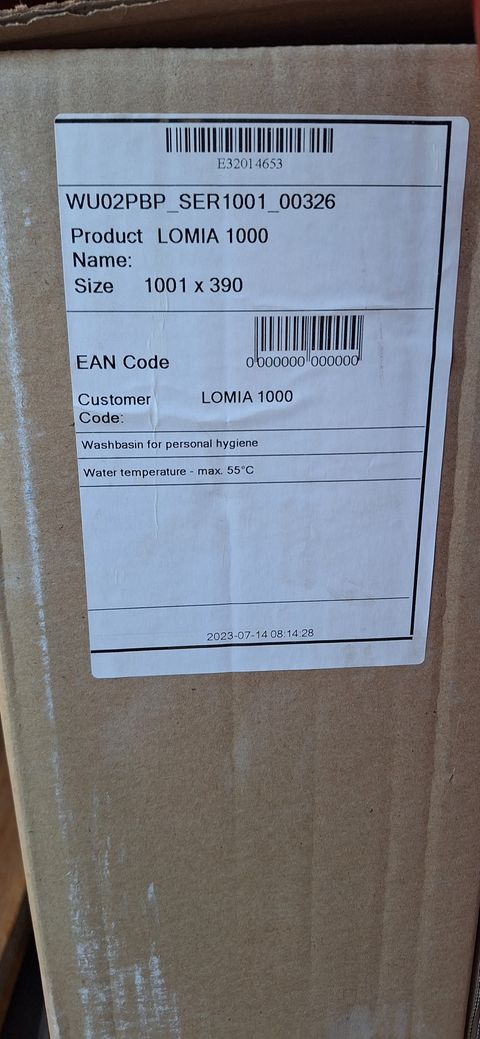 E32014653
WU02PBP_SER1001_00326
Product LOMIA 1000
Name:
Size 1001 x 390
EAN Code 0 000000 000000
Customer LOMIA 1000
Code:
Washbasin for personal hygiene
Water temperature - max. 55°C
2023-07-14 08:14:28